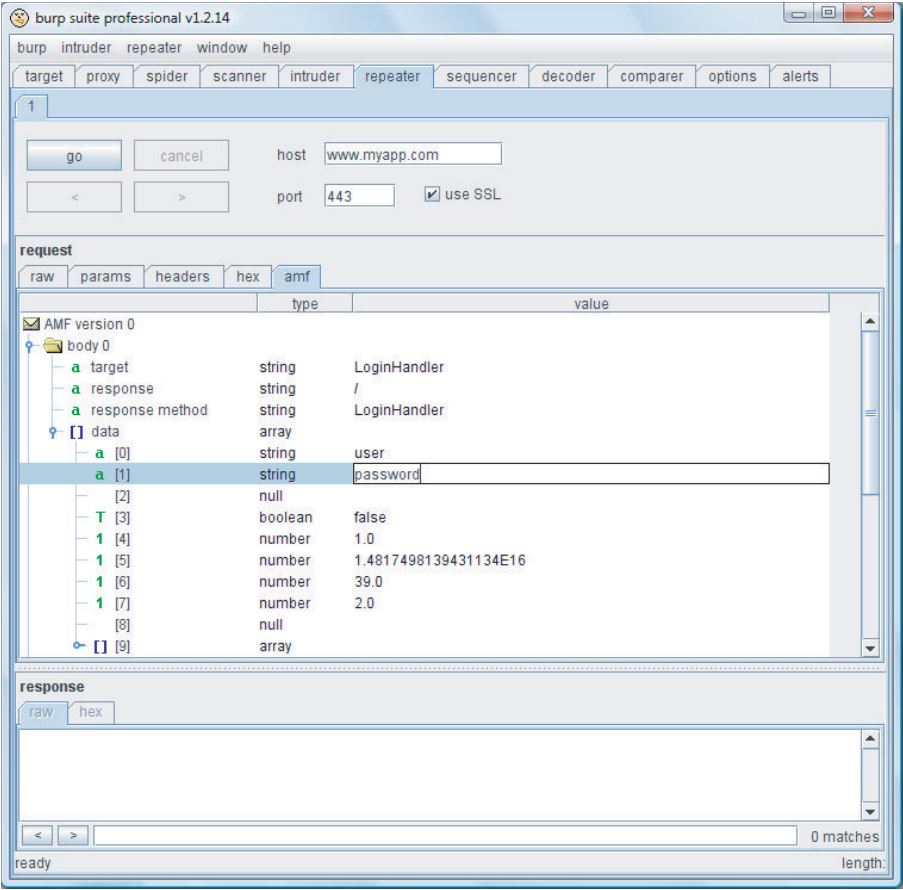 burp suite professional v1.2.14
burp intruder repeater window help
target proxy spider scanner intruder repeater sequencer decoder comparer options alerts
1
go cancel host www.myapp.com
< > port 443 use SSL
request
raw params headers hex amf
type value
AMF version 0
body 0
a target string LoginHandler
a response string /
a response method string LoginHandler
[] data array
a [0] string user
a [1] string password
[2] null
T [3] boolean false
1 [4] number 1.0
1 [5] number 1.4817498139431134E16
1 [6] number 39.0
1 [7] number 2.0
[8] null
[] [9] array
response
raw hex
< > 0 matches
ready length: